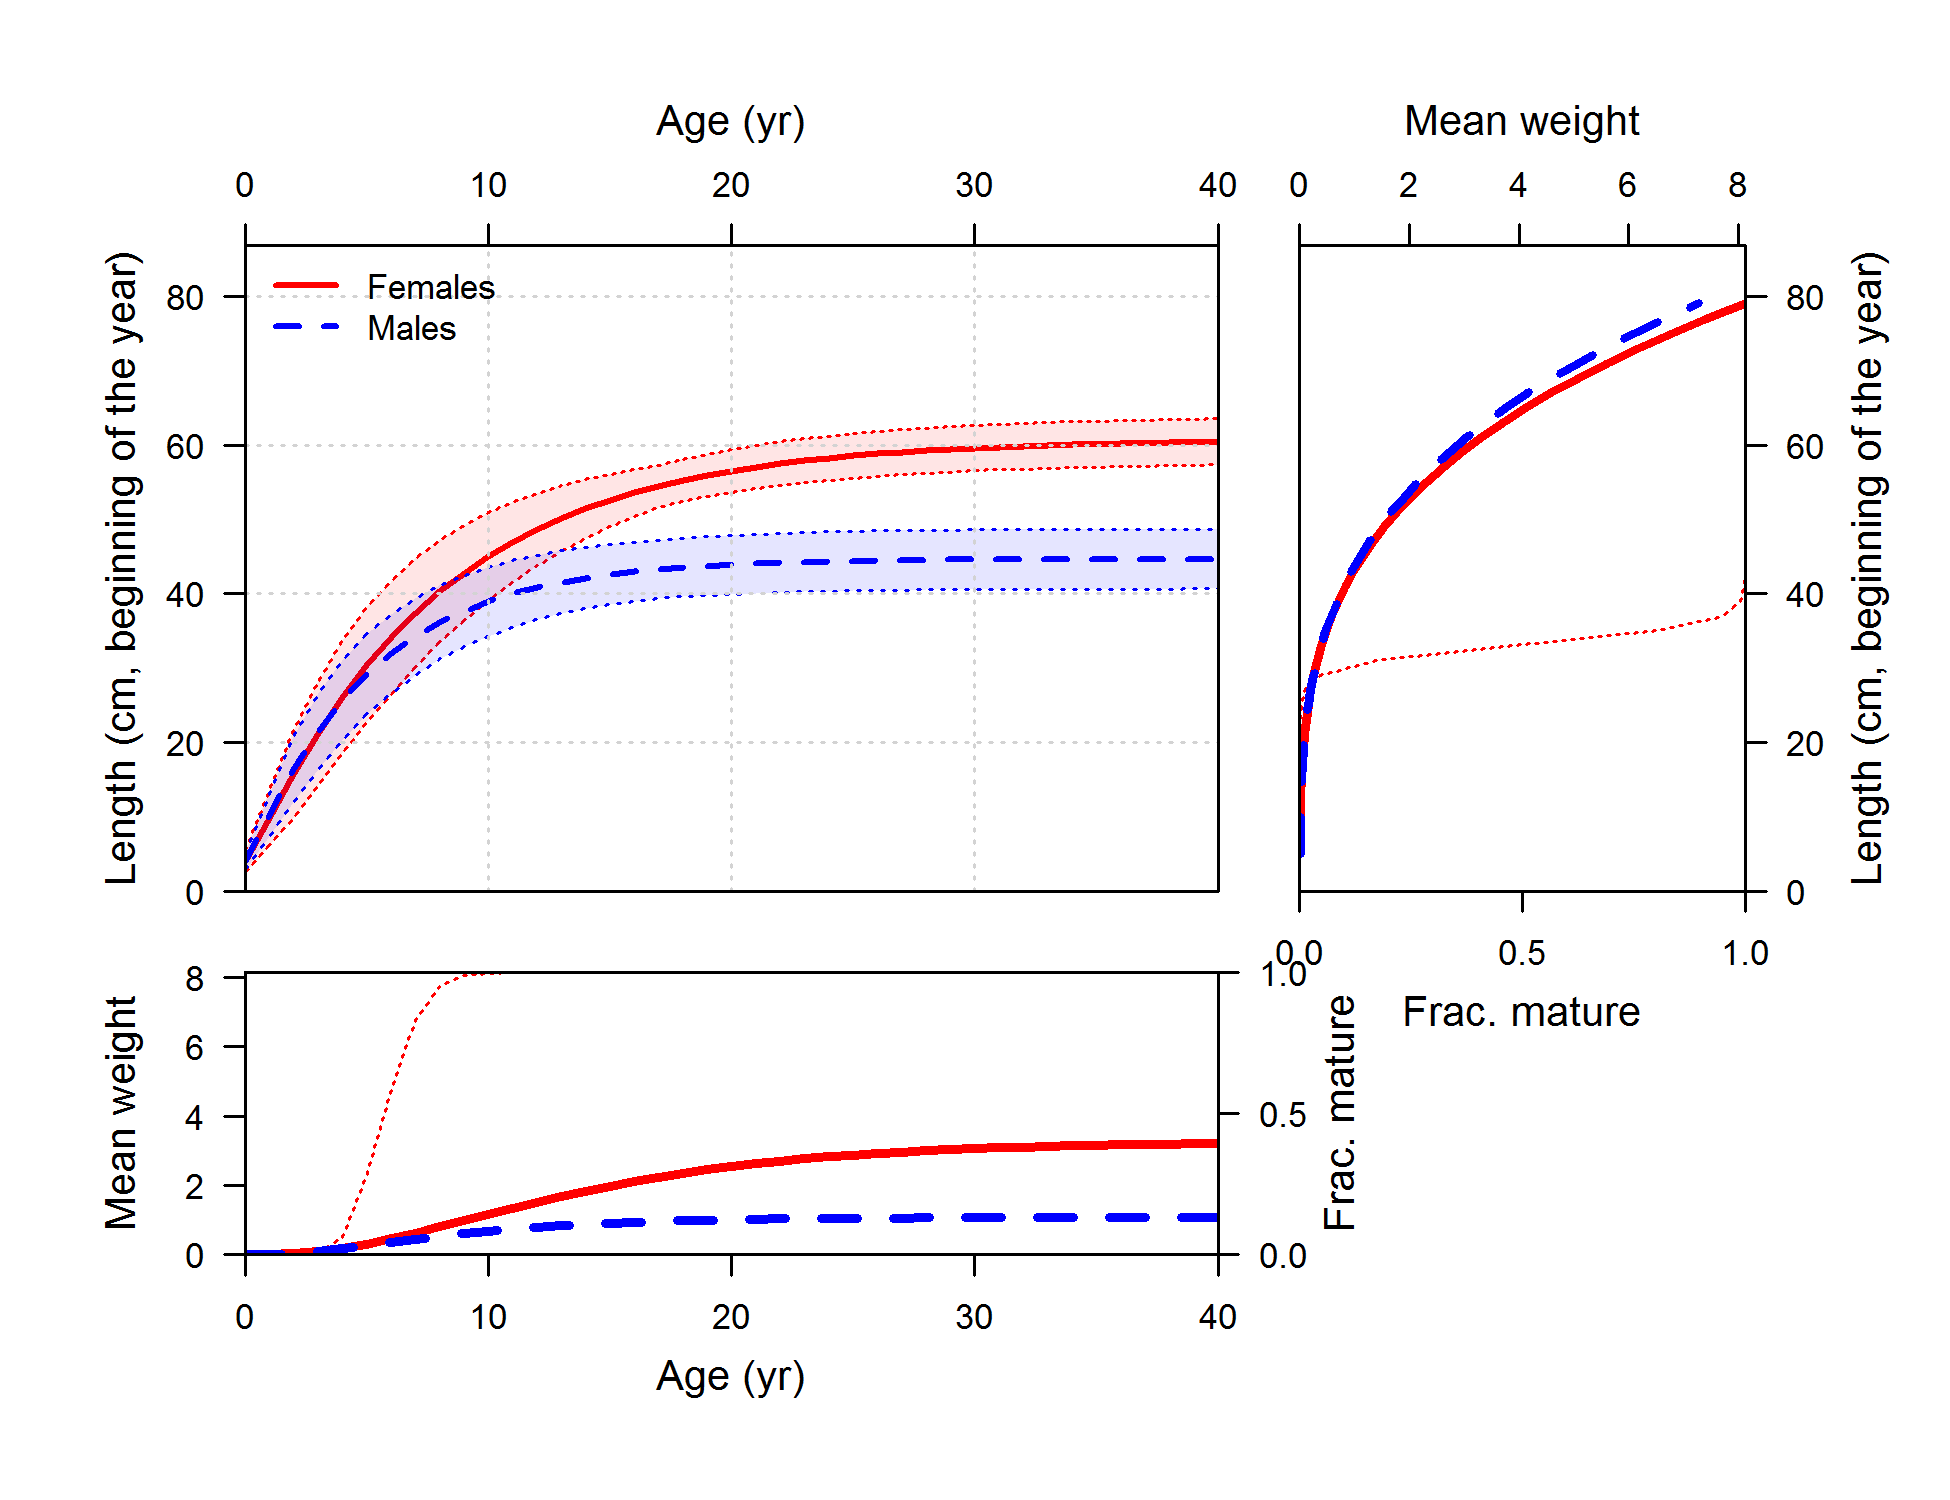 Age (yr)
Mean weight
0 10 20 30 40
0 2 4 6 8
Length (cm, beginning of the year)
80
60
40
20
0
Females
Males
80
60
40
20
0
Length (cm, beginning of the year)
0.0 0.5 1.0
Frac. mature
Mean weight
8
6
4
2
0
1.0
0.5
0.0
Frac. mature
0 10 20 30 40
Age (yr)